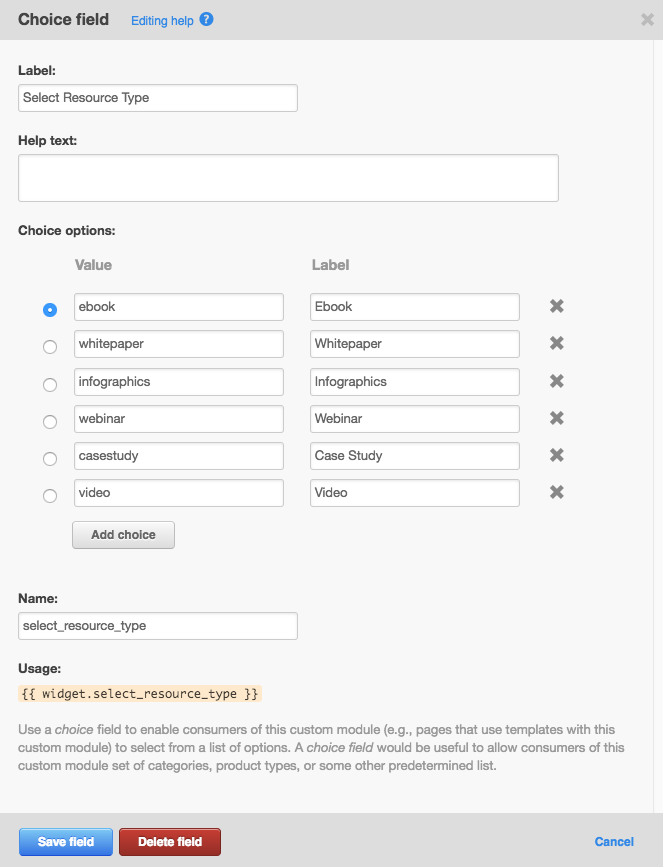 Choice field Editing help ?
Label:
Select Resource Type
Help text:
Choice options:
Value Label
ebook Ebook
whitepaper Whitepaper
infographics Infographics
webinar Webinar
casestudy Case Study
video Video
Add choice
Name:
select_resource_type
Usage:
{{ widget.select_resource_type }}
Use a choice field to enable consumers of this custom module (e.g., pages that use templates with this
custom module) to select from a list of options. A choice field would be useful to allow consumers of this
custom module set of categories, product types, or some other predetermined list.
Save field Delete field Cancel